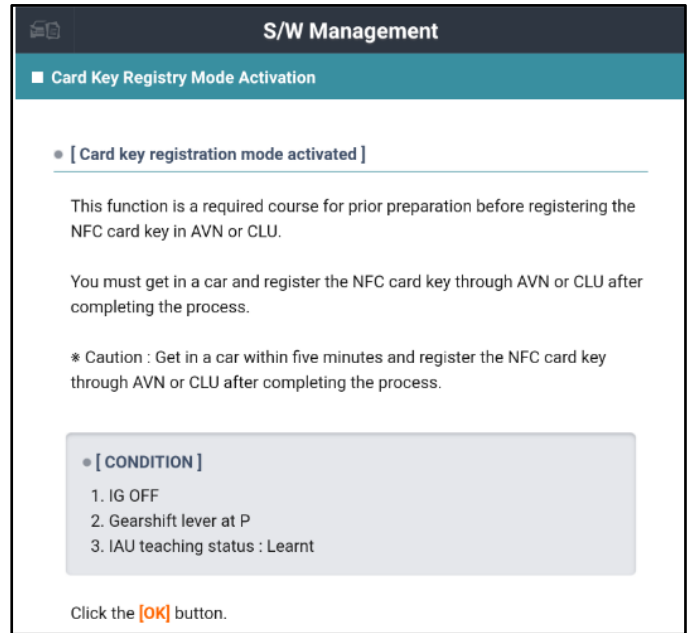 S/W Management
■ Card Key Registry Mode Activation
● [ Card key registration mode activated ]
This function is a required course for prior preparation before registering the
NFC card key in AVN or CLU.
You must get in a car and register the NFC card key through AVN or CLU after
completing the process.
※ Caution : Get in a car within five minutes and register the NFC card key
through AVN or CLU after completing the process.
● [ CONDITION ]
1. IG OFF
2. Gearshift lever at P
3. IAU teaching status : Learnt
Click the [OK] button.